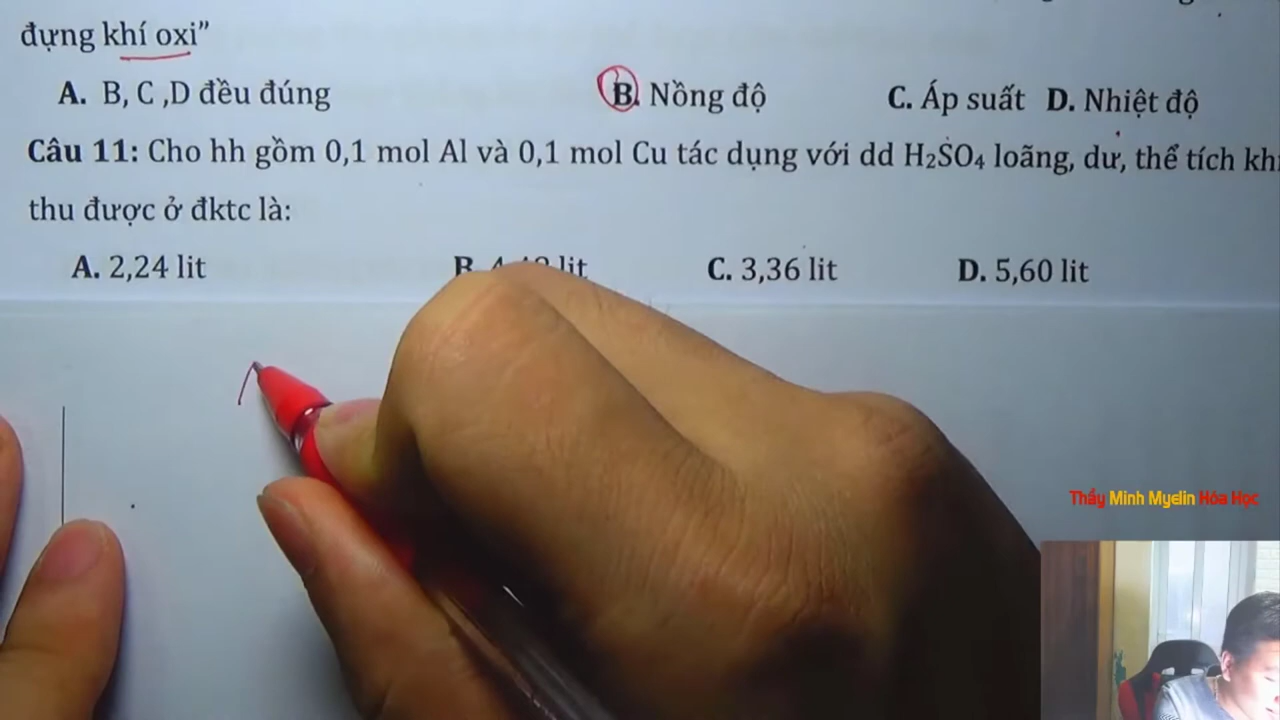 đựng khí oxi”
A. B, C ,D đều đúng B. Nồng độ C. Áp suất D. Nhiệt độ
Câu 11: Cho hh gồm 0,1 mol Al và 0,1 mol Cu tác dụng với dd H₂SO₄ loãng, dư, thể tích
thu được ở đktc là:
A. 2,24 lit B. lit C. 3,36 lit D. 5,60 lit
Thầy Minh Myelin Hóa Học